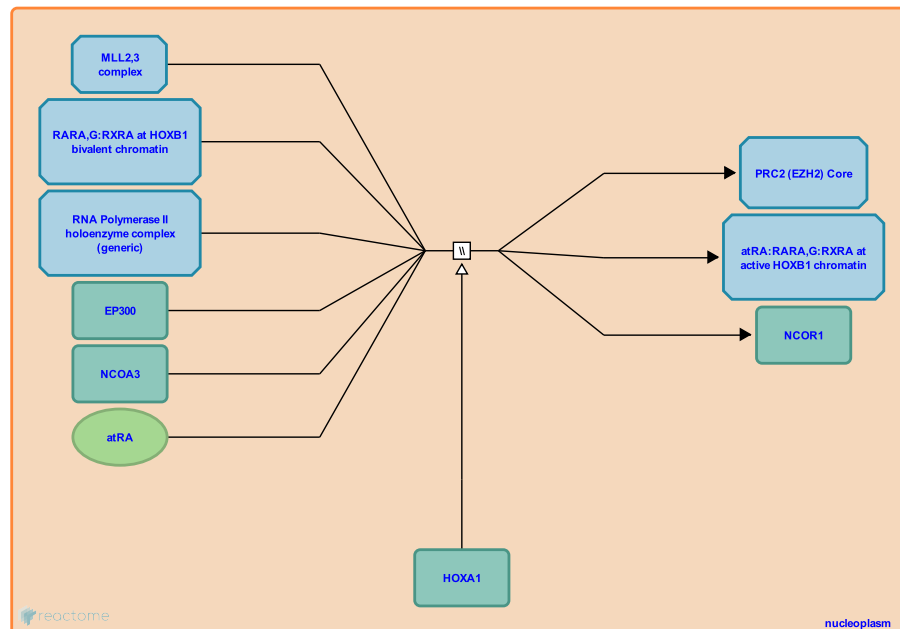 MLL2,3
complex
RARA,G:RXRA at HOXB1
bivalent chromatin
RNA Polymerase II
holoenzyme complex
(generic)
EP300
NCOA3
atRA
\\
PRC2 (EZH2) Core
atRA:RARA,G:RXRA at
active HOXB1 chromatin
NCOR1
HOXA1
reactome
nucleoplasm